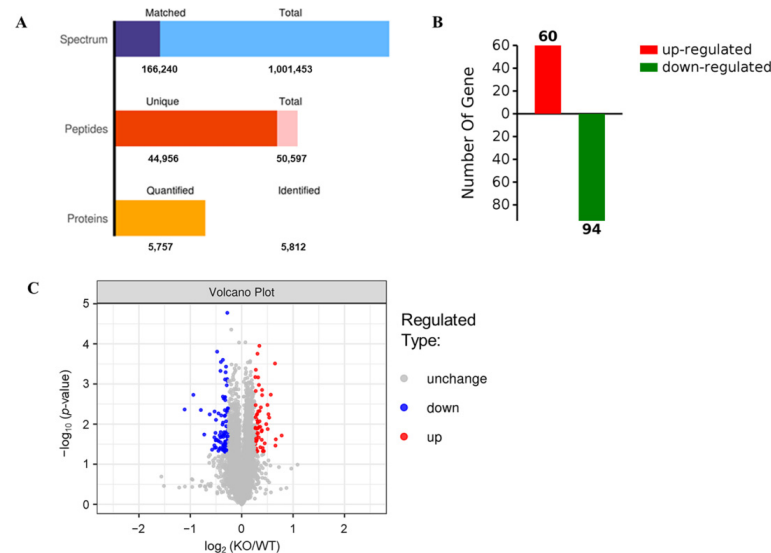 A
Matched Total
Spectrum
166,240 1,001,453
Unique Total
Peptides
44,956 50,597
Quantified Identified
Proteins
5,757 5,812
B
60
60
40
20
0
20
40
60
80
94
Number Of Gene
up-regulated
down-regulated
C
Volcano Plot
5
4
3
2
1
0
−log10 (p-value)
−2 −1 0 1 2
log2 (KO/WT)
Regulated
Type:
unchange
down
up